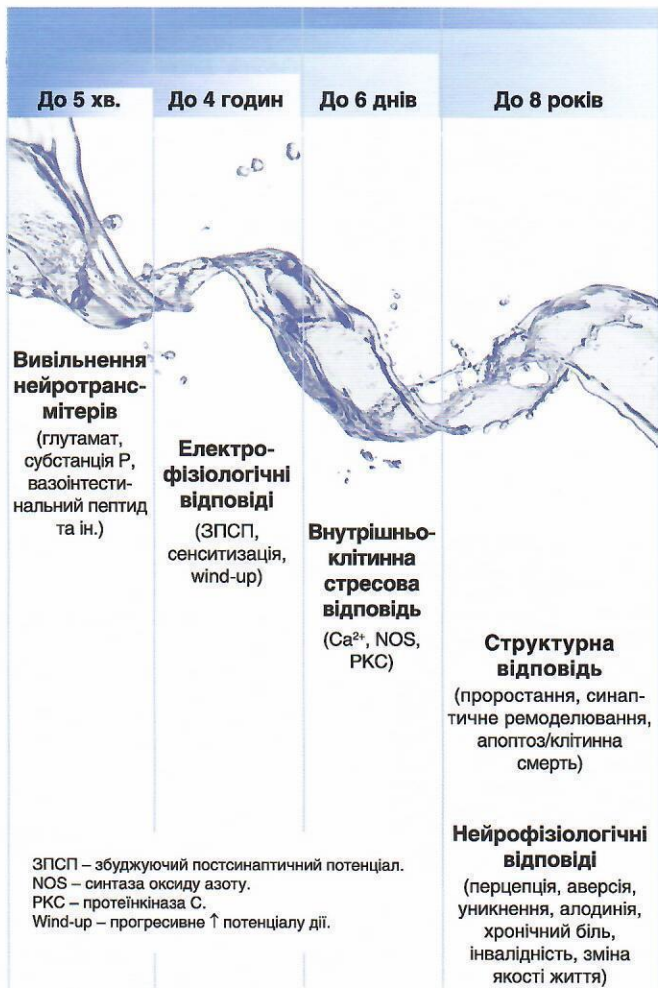 До 5 хв.
До 4 годин
До 6 днів
До 8 років
Вивільнення
нейротранс-
мітерів
(глутамат,
субстанція Р,
вазоінтести-
нальний пептид
та ін.)
Електро-
фізіологічні
відповіді
(ЗПСП,
сенситизація,
wind-up)
Внутрішньо-
клітинна
стресова
відповідь
(Ca²⁺, NOS,
PKC)
Структурна
відповідь
(проростання, синап-
тичне ремоделювання,
апоптоз/клітинна
смерть)
Нейрофізіологічні
відповіді
(перцепція, аверсія,
уникнення, алодинія,
хронічний біль,
інвалідність, зміна
якості життя)
ЗПСП – збуджуючий постсинаптичний потенціал.
NOS – синтаза оксиду азоту.
PKC – протеїнкіназа С.
Wind-up – прогресивне ↑ потенціалу дії.